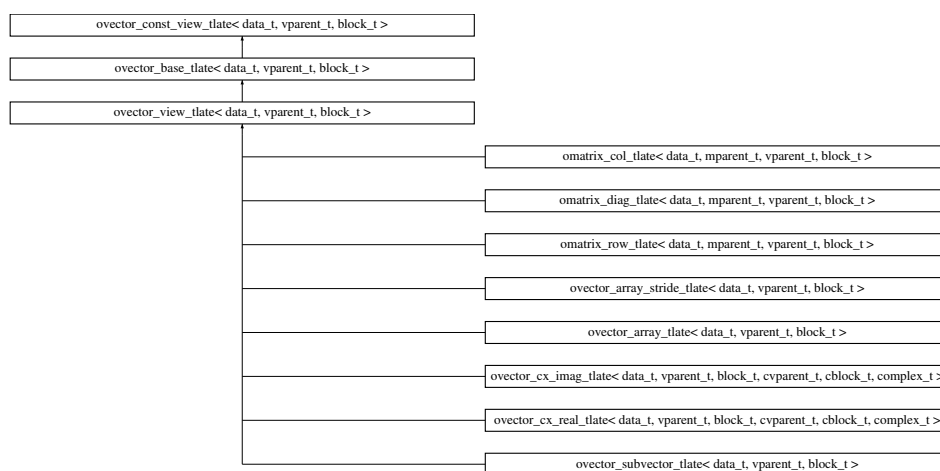 ovector_const_view_tlate< data_t, vparent_t, block_t >
ovector_base_tlate< data_t, vparent_t, block_t >
ovector_view_tlate< data_t, vparent_t, block_t >
omatrix_col_tlate< data_t, mparent_t, vparent_t, block_t >
omatrix_diag_tlate< data_t, mparent_t, vparent_t, block_t >
omatrix_row_tlate< data_t, mparent_t, vparent_t, block_t >
ovector_array_stride_tlate< data_t, vparent_t, block_t >
ovector_array_tlate< data_t, vparent_t, block_t >
ovector_cx_imag_tlate< data_t, vparent_t, block_t, cvparent_t, cblock_t, complex_t >
ovector_cx_real_tlate< data_t, vparent_t, block_t, cvparent_t, cblock_t, complex_t >
ovector_subvector_tlate< data_t, vparent_t, block_t >